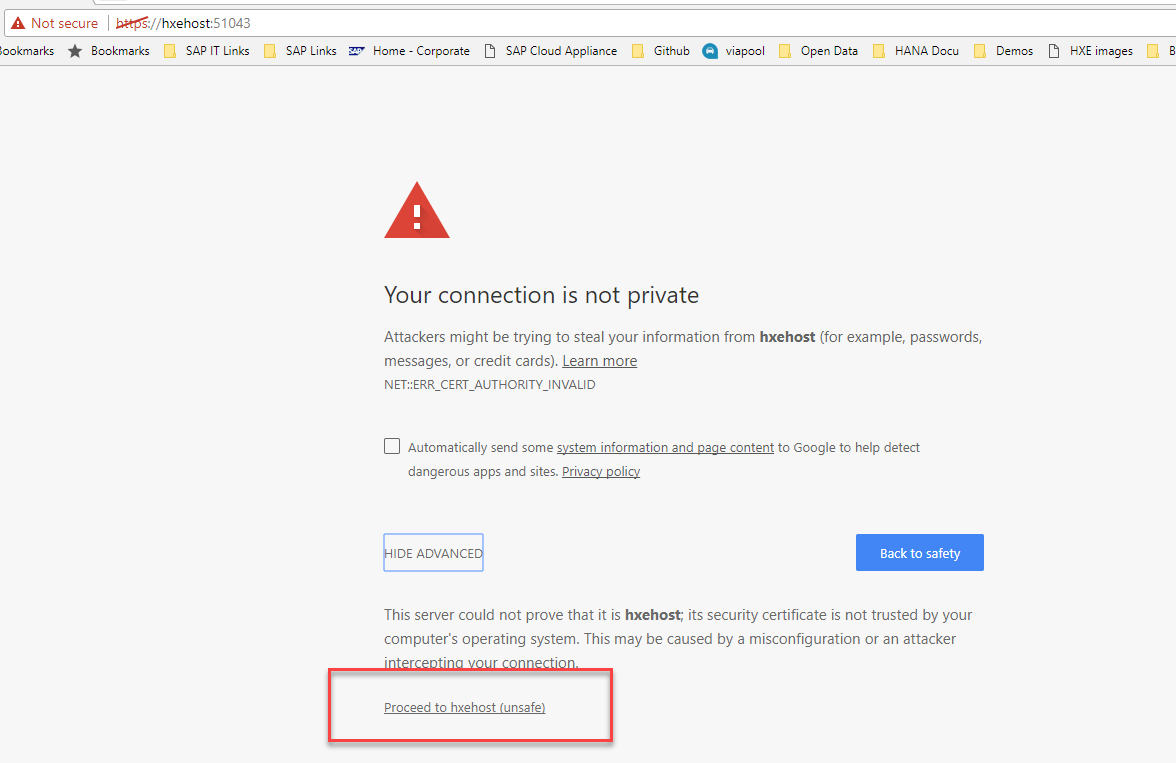 Not secure https://hxehost:51043
Bookmarks Bookmarks SAP IT Links SAP Links SAP Home - Corporate SAP Cloud Appliance Github viapool Open Data HANA Docu Demos HXE images B
!
Your connection is not private
Attackers might be trying to steal your information from hxehost (for example, passwords,
messages, or credit cards). Learn more
NET::ERR_CERT_AUTHORITY_INVALID
Automatically send some system information and page content to Google to help detect
dangerous apps and sites. Privacy policy
HIDE ADVANCED Back to safety
This server could not prove that it is hxehost; its security certificate is not trusted by your
computer's operating system. This may be caused by a misconfiguration or an attacker
intercepting your connection.
Proceed to hxehost (unsafe)